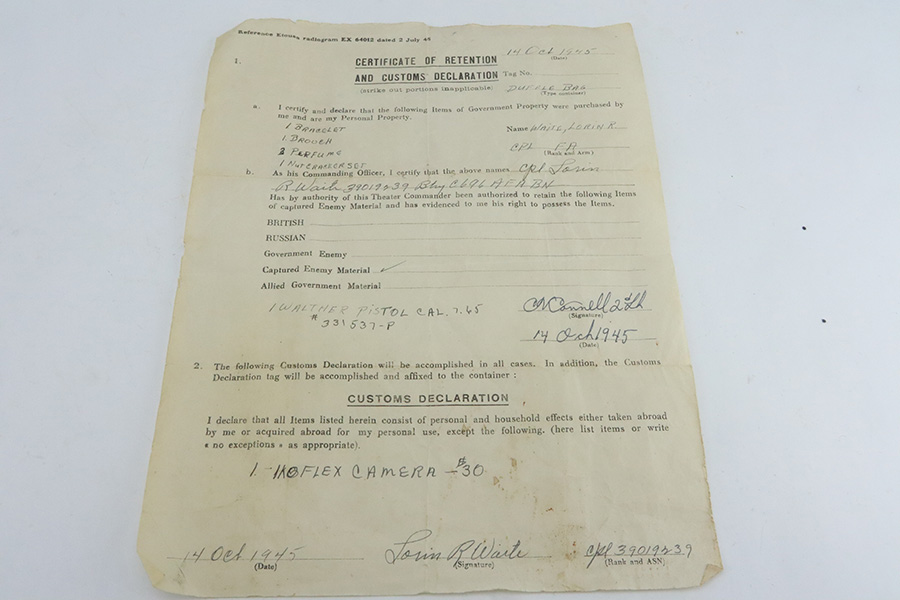 Reference Etousa radiogram EX 64012 dated 2 July 45
14 Oct 1945
(Date)
1. CERTIFICATE OF RETENTION
AND CUSTOMS DECLARATION Tag No.
(strike out portions inapplicable) DUFFLE BAG
(Type container)
a. I certify and declare that the following Items of Government Property were purchased by
me and are my Personal Property.
1 BRACELET Name WAITE, LORIN R.
1 BROOCH
2 PERFUME CPL FA
(Rank and Arm)
1 NUTCRACKER SET
b. As his Commanding Officer, I certify that the above names Cpl Lorin
R Waite 39019239 Btry C 696 A F A BN
Has by authority of this Theater Commander been authorized to retain the following Items
of captured Enemy Material and has evidenced to me his right to possess the Items.
BRITISH
RUSSIAN
Government Enemy
Captured Enemy Material ✓
Allied Government Material
1 WALTHER PISTOL CAL. 7.65
# 331537-P
2d Lt
(Signature)
14 Oct 1945
(Date)
2. The following Customs Declaration will be accomplished in all cases. In addition, the Customs
Declaration tag will be accomplished and affixed to the container :
CUSTOMS DECLARATION
I declare that all Items listed herein consist of personal and household effects either taken abroad
by me or acquired abroad for my personal use, except the following. (here list items or write
« no exceptions » as appropriate).
1 - FLEX CAMERA - $30
14 Oct 1945 Lorin R Waite Cpl 39019239
(Date) (Signature) (Rank and ASN)